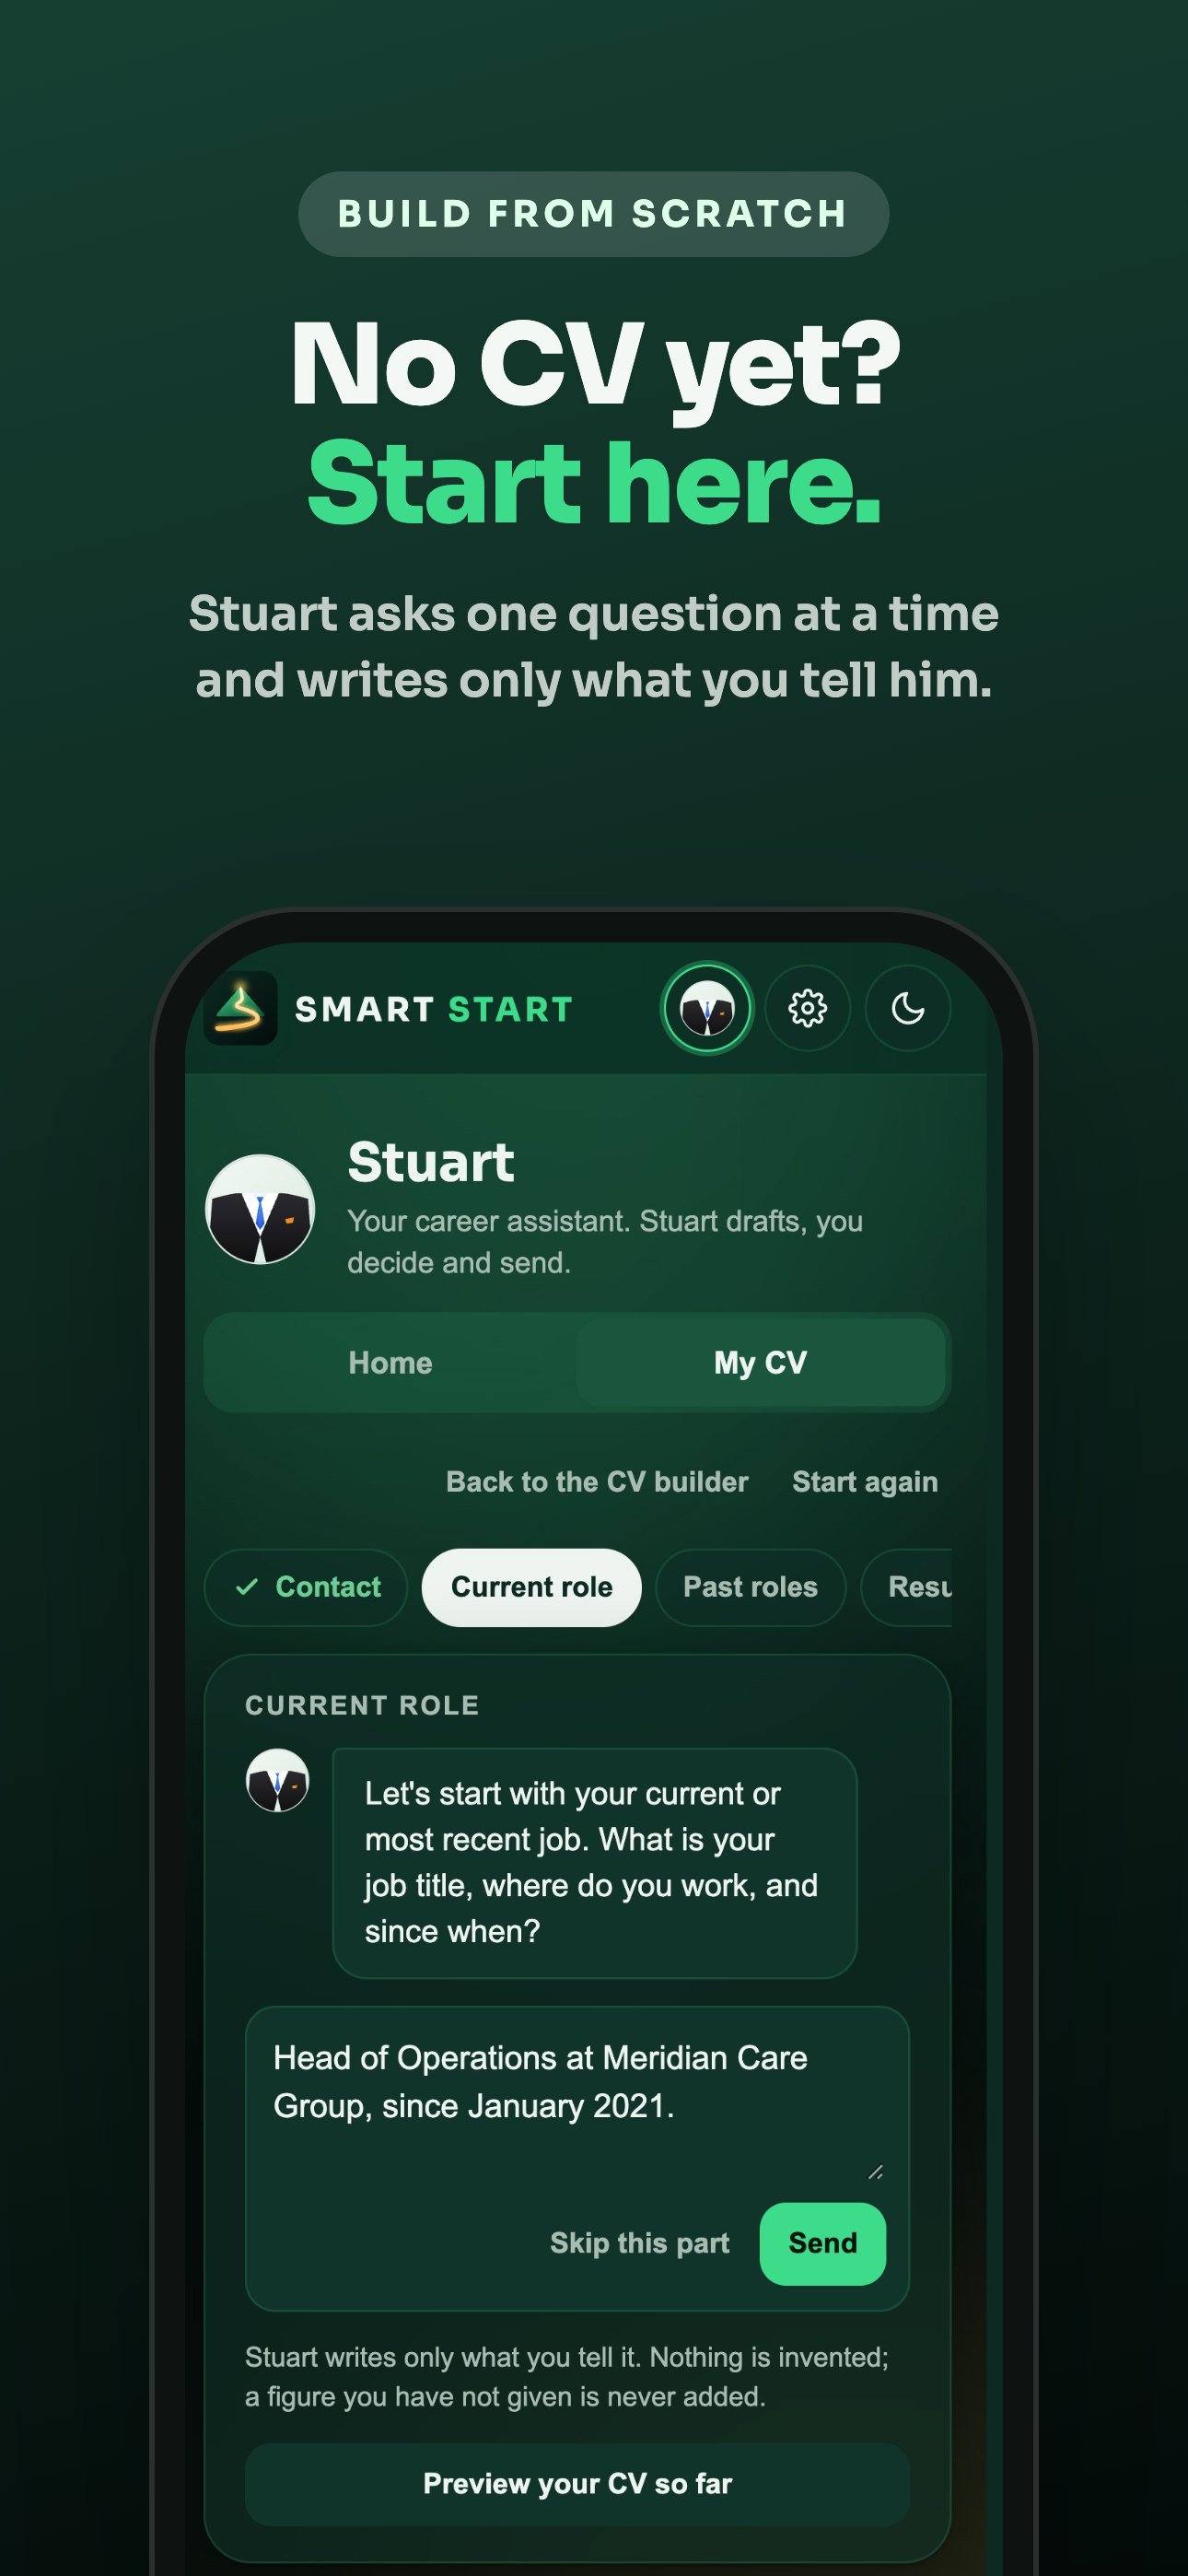 BUILD FROM SCRATCH
No CV yet?
Start here.
Stuart asks one question at a time
and writes only what you tell him.
SMART START
Stuart
Your career assistant. Stuart drafts, you
decide and send.
Home
My CV
Back to the CV builder
Start again
Contact
Current role
Past roles
Resu
CURRENT ROLE
Let's start with your current or
most recent job. What is your
job title, where do you work, and
since when?
Head of Operations at Meridian Care
Group, since January 2021.
Skip this part
Send
Stuart writes only what you tell it. Nothing is invented;
a figure you have not given is never added.
Preview your CV so far